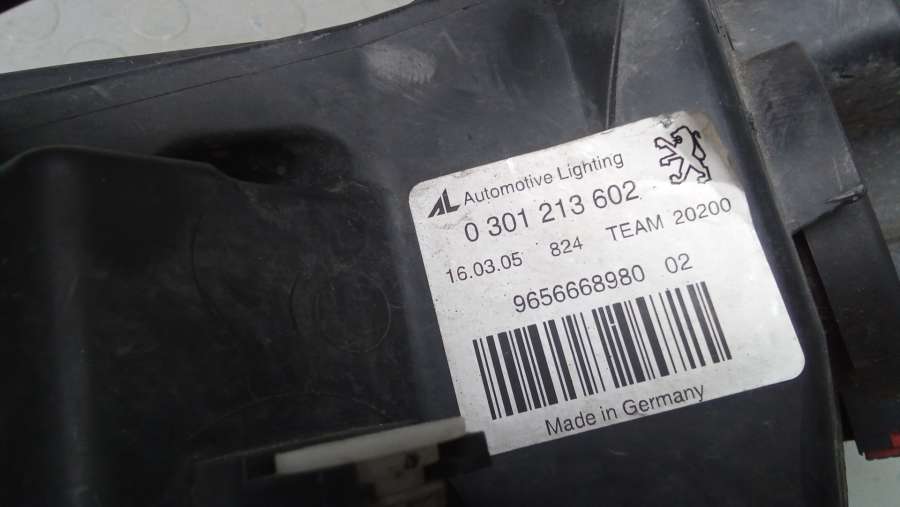 AL Automotive Lighting
0 301 213 602
16.03.05 824 TEAM 20200
9656668980 02
Made in Germany